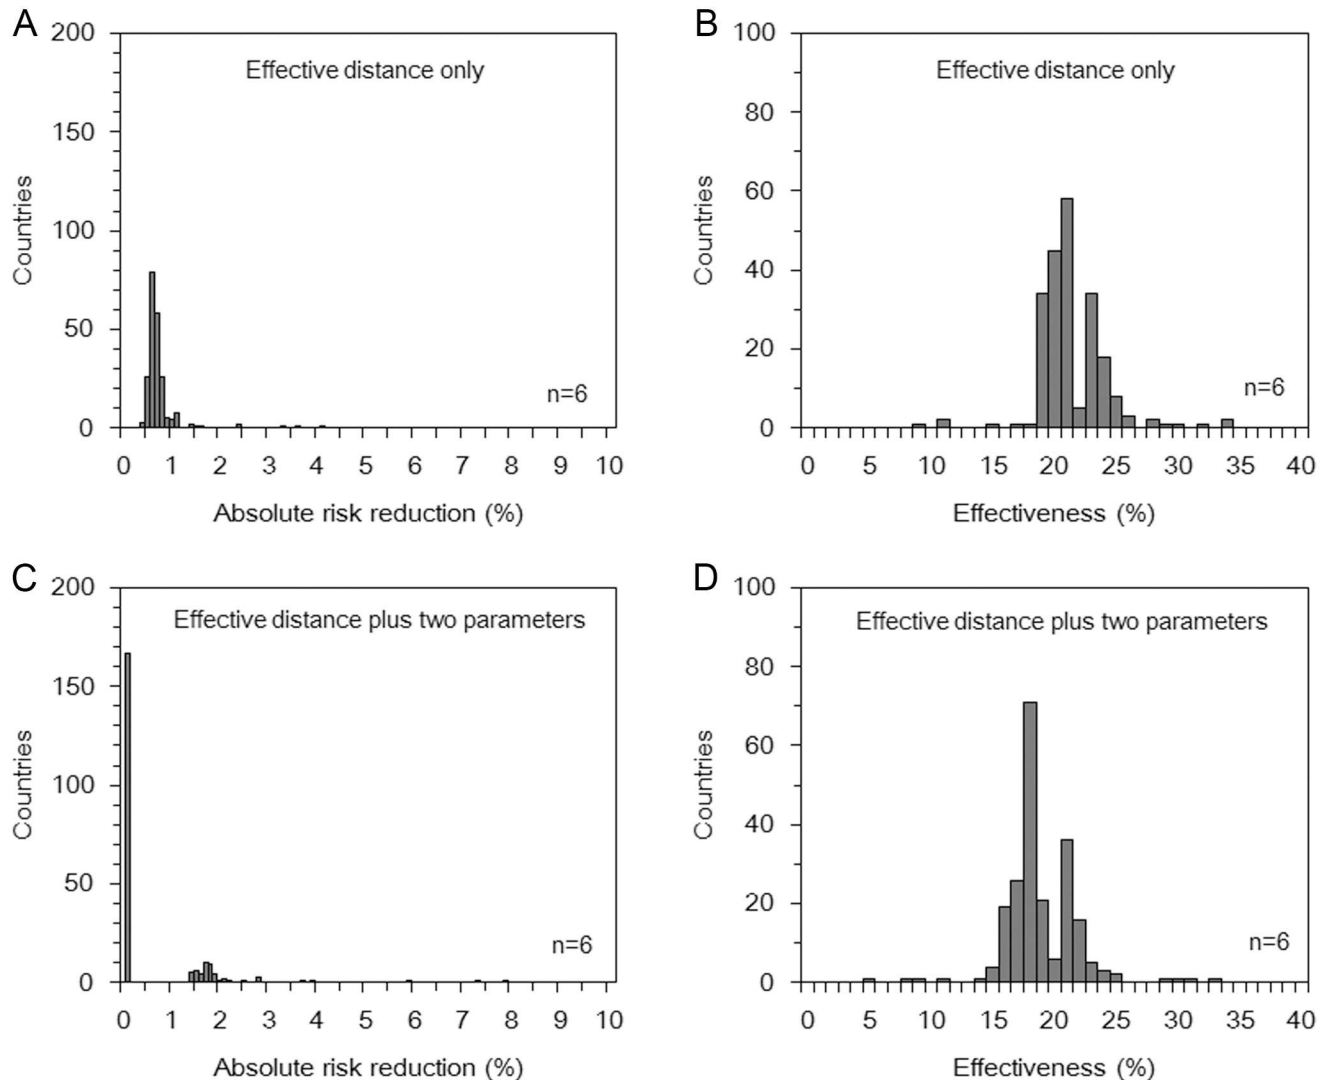 A
200
150
100
50
0
Countries
Effective distance only
n=6
0 1 2 3 4 5 6 7 8 9 10
Absolute risk reduction (%)
B
100
80
60
40
20
0
Countries
Effective distance only
n=6
0 5 10 15 20 25 30 35 40
Effectiveness (%)
C
200
150
100
50
0
Countries
Effective distance plus two parameters
n=6
0 1 2 3 4 5 6 7 8 9 10
Absolute risk reduction (%)
D
100
80
60
40
20
0
Countries
Effective distance plus two parameters
n=6
0 5 10 15 20 25 30 35 40
Effectiveness (%)